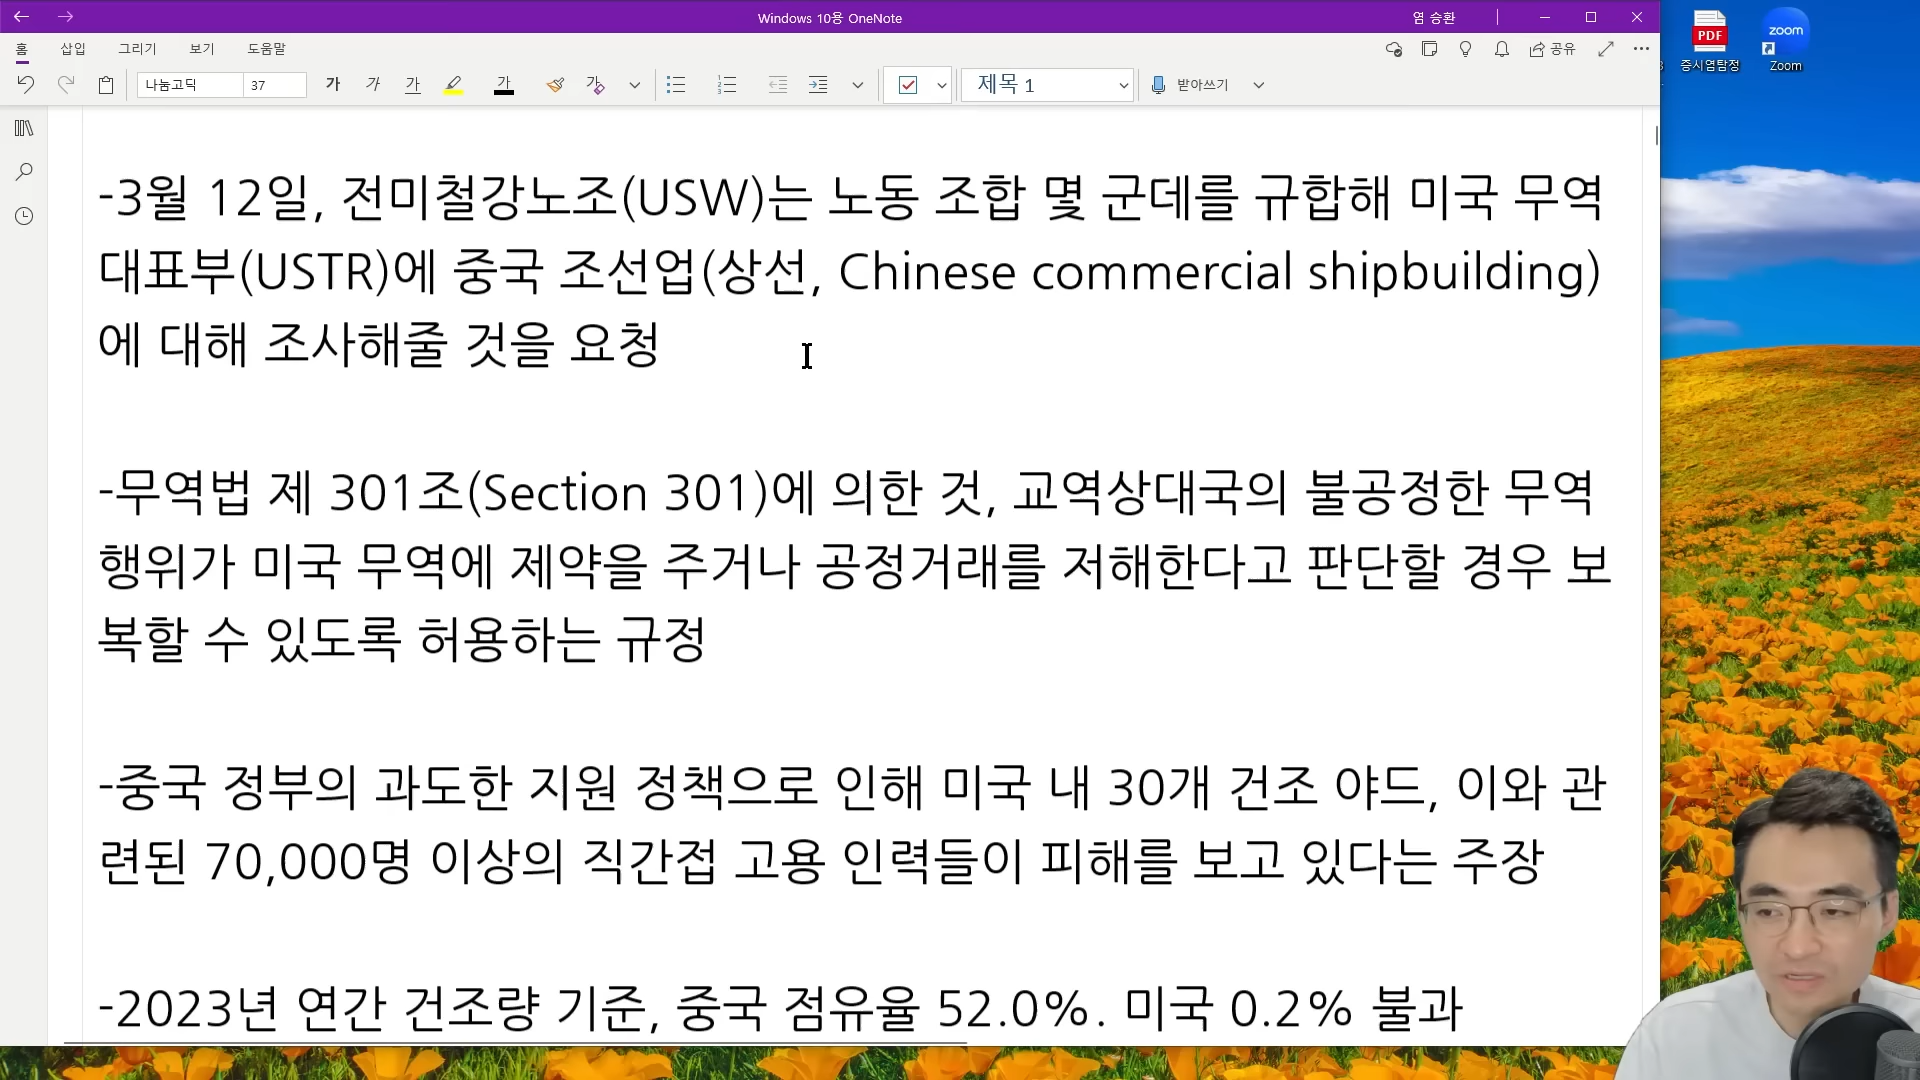 Windows 10용 OneNote
염 승환
홈 삽입 그리기 보기 도움말
공유
나눔고딕 37 가 가 가 가 가 제목 1 받아쓰기
PDF
증시염탐정
zoom
Zoom
-3월 12일, 전미철강노조(USW)는 노동 조합 몇 군데를 규합해 미국 무역
대표부(USTR)에 중국 조선업(상선, Chinese commercial shipbuilding)
에 대해 조사해줄 것을 요청
-무역법 제 301조(Section 301)에 의한 것, 교역상대국의 불공정한 무역
행위가 미국 무역에 제약을 주거나 공정거래를 저해한다고 판단할 경우 보
복할 수 있도록 허용하는 규정
-중국 정부의 과도한 지원 정책으로 인해 미국 내 30개 건조 야드, 이와 관
련된 70,000명 이상의 직간접 고용 인력들이 피해를 보고 있다는 주장
-2023년 연간 건조량 기준, 중국 점유율 52.0%. 미국 0.2% 불과